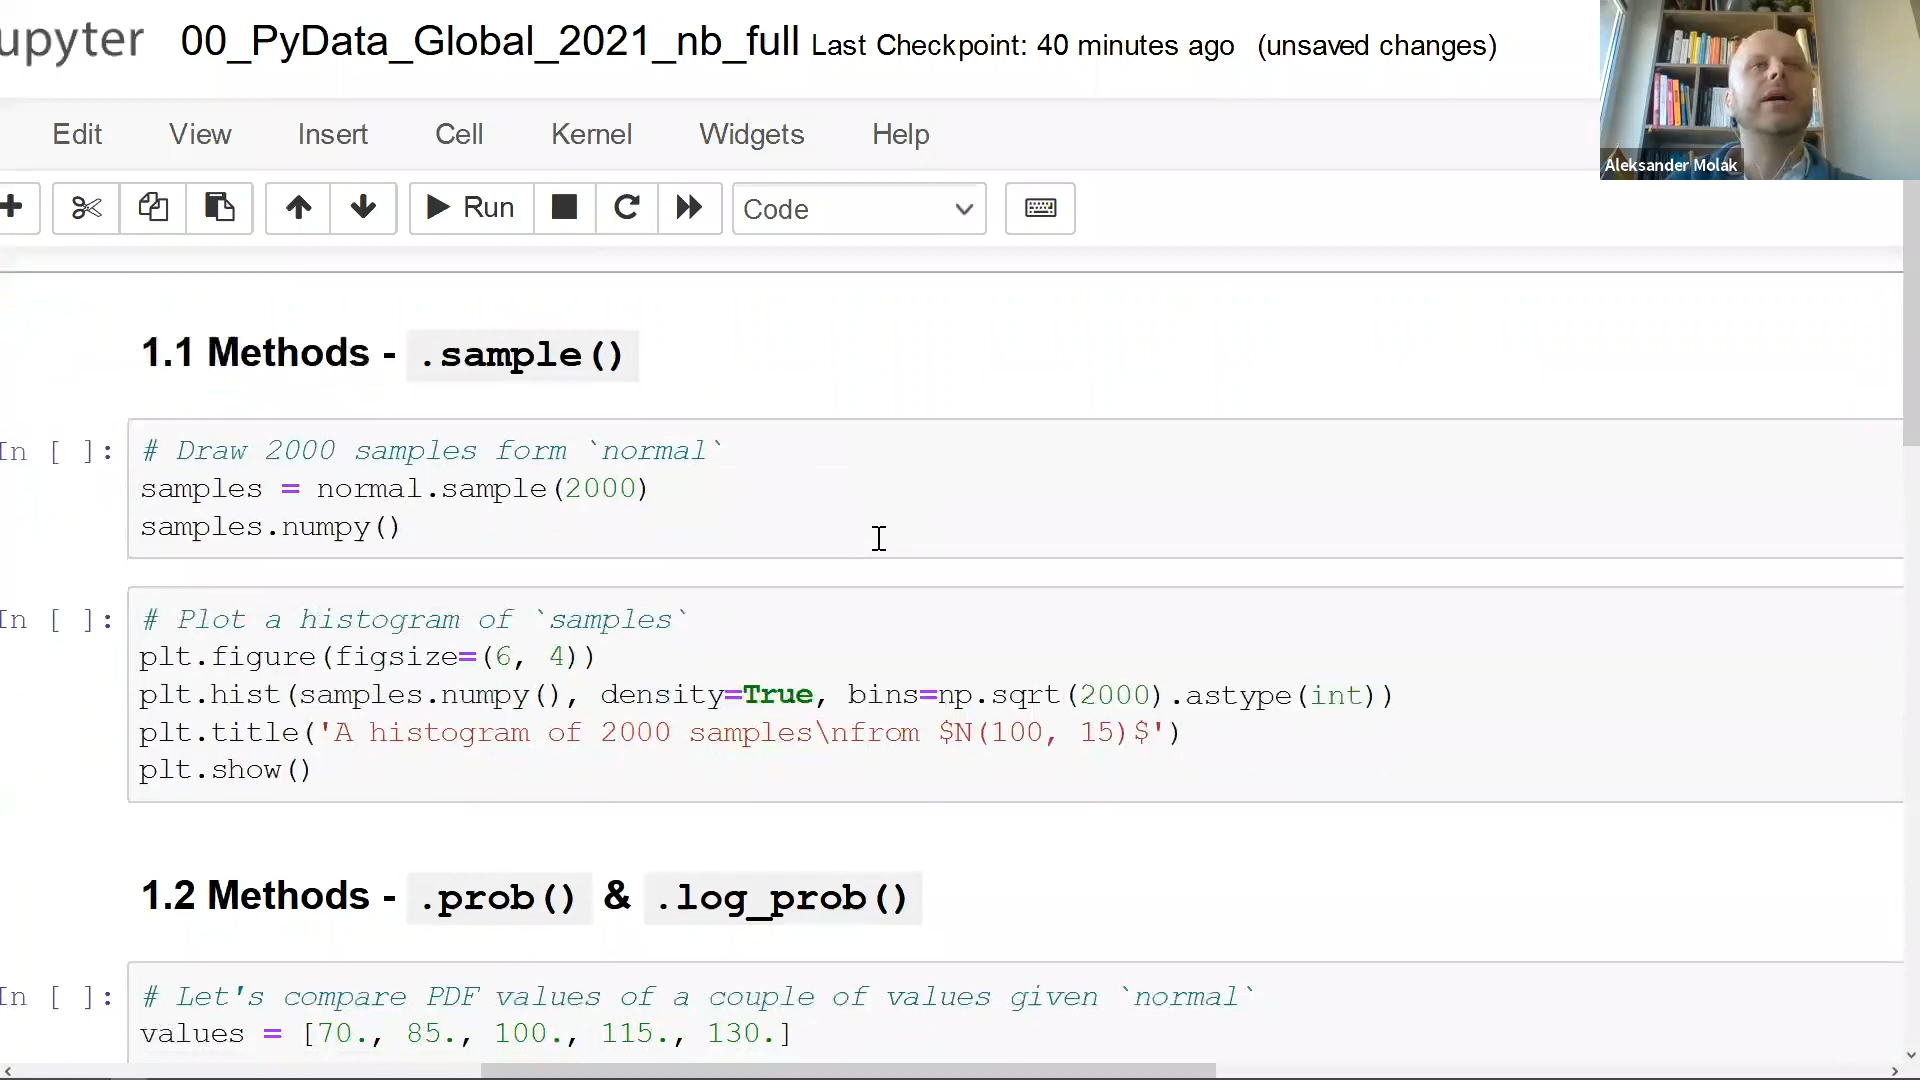 upyter 00_PyData_Global_2021_nb_full Last Checkpoint: 40 minutes ago (unsaved changes)
Aleksander Molak
Edit View Insert Cell Kernel Widgets Help
Run Code
1.1 Methods - .sample()
In [ ]: # Draw 2000 samples form `normal`
samples = normal.sample(2000)
samples.numpy()
In [ ]: # Plot a histogram of `samples`
plt.figure(figsize=(6, 4))
plt.hist(samples.numpy(), density=True, bins=np.sqrt(2000).astype(int))
plt.title('A histogram of 2000 samples\nfrom $N(100, 15)$')
plt.show()
1.2 Methods - .prob() & .log_prob()
In [ ]: # Let's compare PDF values of a couple of values given `normal`
values = [70., 85., 100., 115., 130.]